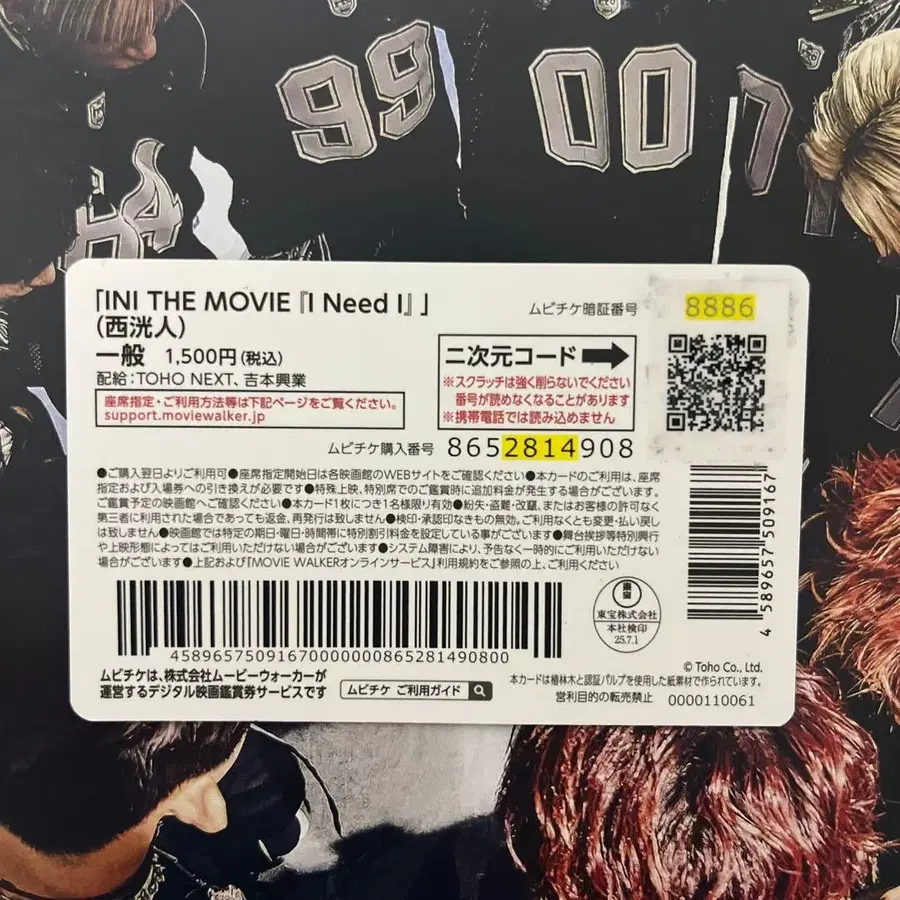 99 00 7
94
「INI THE MOVIE『I Need I』」
(西洸人)
一般 1,500円(税込)
配給:TOHO NEXT、吉本興業
座席指定・ご利用方法等は下記ページをご覧ください。
support.moviewalker.jp
ムビチケ暗証番号 8886
二次元コード
※スクラッチは強く削らないでください
番号が読めなくなることがあります
※携帯電話では読み込めません
ムビチケ購入番号 8652814908
●ご購入翌日よりご利用可●座席指定開始日は各映画館のWEBサイトをご確認ください●本カードのご利用は、座席
指定および入場券への引き換えが必要です●特殊上映、特別席でのご鑑賞時に追加料金が発生する場合がございます。
ご鑑賞予定の映画館へご確認ください●本カード1枚につき1名様限り有効●紛失・盗難・改竄、またはお客様の許可なく
第三者に利用された場合であっても返金、再発行は致しません●検印・承認印なきもの無効。ご利用なくとも変更・払い戻し
は致しません●映画館では特定の期日・曜日・時間帯に特別割引料金を設定している事がございます●舞台挨拶等特別興行
や上映形態によってはご利用いただけない場合がございます●システム障害により、予告なく一時的にご利用いただけない
場合がございます●上記および「MOVIE WALKERオンラインサービス」利用規約をご参照の上、ご利用ください
45896575091670000000865281490800
4 589657 509167
東宝株式会社
本社検印
25.7.1
ムビチケは、株式会社ムービーウォーカーが
運営するデジタル映画鑑賞券サービスです
ムビチケ ご利用ガイド
© Toho Co., Ltd.
本カードは植林木と認証パルプを使用した紙素材で作られています。
営利目的の転売禁止 0000110061